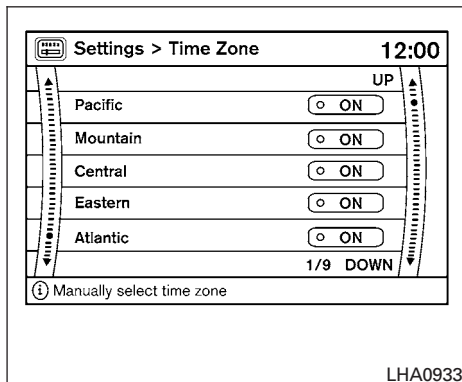 Settings > Time Zone 12:00
UP
Pacific ON
Mountain ON
Central ON
Eastern ON
Atlantic ON
1/9 DOWN
i Manually select time zone
LHA0933